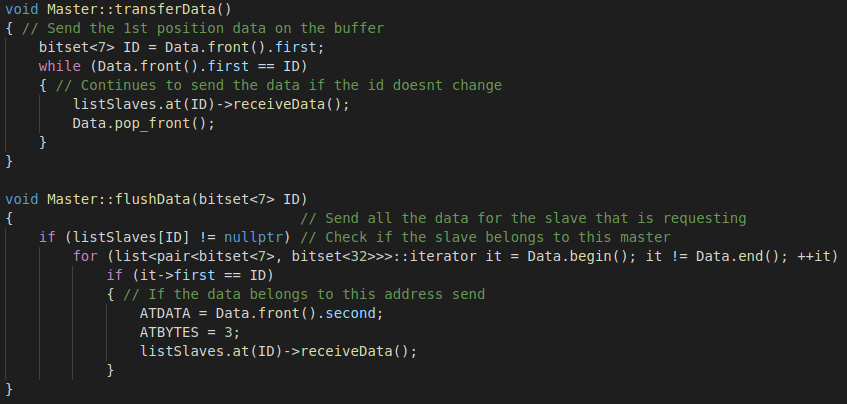 void Master::transferData()
{ // Send the 1st position data on the buffer
    bitset<7> ID = Data.front().first;
    while (Data.front().first == ID)
    { // Continues to send the data if the id doesnt change
        listSlaves.at(ID)->receiveData();
        Data.pop_front();
    }
}

void Master::flushData(bitset<7> ID)
{                                  // Send all the data for the slave that is requesting
    if (listSlaves[ID] != nullptr) // Check if the slave belongs to this master
        for (list<pair<bitset<7>, bitset<32>>>::iterator it = Data.begin(); it != Data.end(); ++it)
            if (it->first == ID)
            { // If the data belongs to this address send
                ATDATA = Data.front().second;
                ATBYTES = 3;
                listSlaves.at(ID)->receiveData();
            }
}